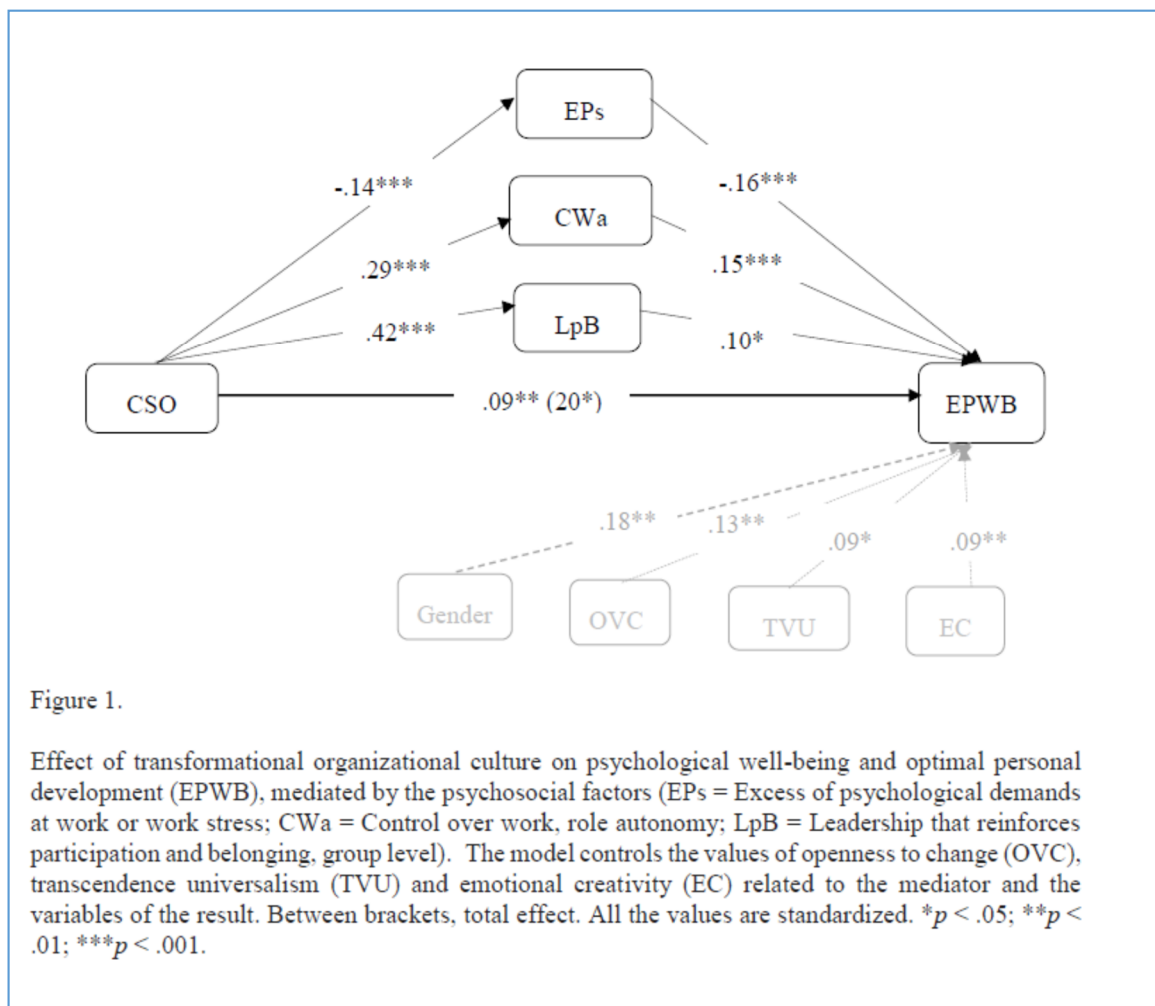 EPs
-.14***
-.16***
CWa
.29***
.15***
LpB
.42***
.10*
CSO
.09** (20*)
EPWB
.18**
.13**
.09*
.09**
Gender
OVC
TVU
EC
Figure 1.
Effect of transformational organizational culture on psychological well-being and optimal personal
development (EPWB), mediated by the psychosocial factors (EPs = Excess of psychological demands
at work or work stress; CWa = Control over work, role autonomy; LpB = Leadership that reinforces
participation and belonging, group level).  The model controls the values of openness to change (OVC),
transcendence universalism (TVU) and emotional creativity (EC) related to the mediator and the
variables of the result. Between brackets, total effect. All the values are standardized. *p < .05; **p <
.01; ***p < .001.